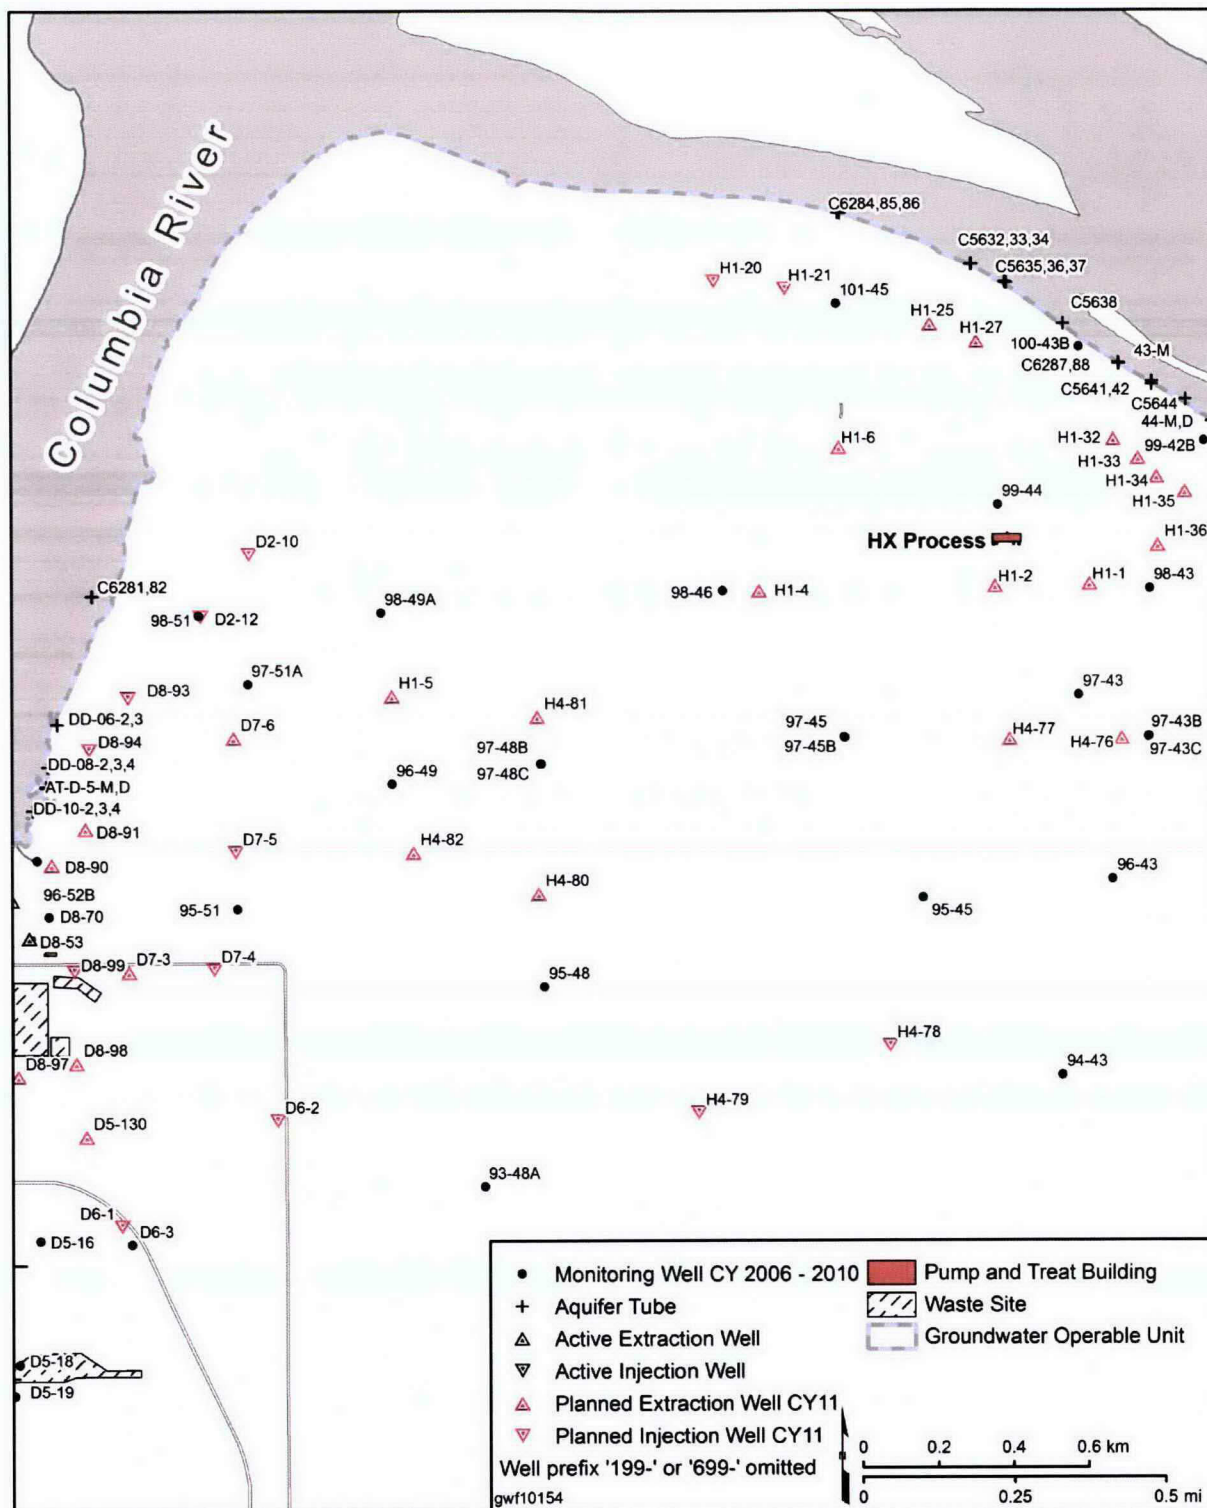 Columbia River
C6284,85,86
C5632,33,34
C5635,36,37
H1-20
H1-21
101-45
C5638
H1-25
H1-27
100-43B
43-M
C6287,88
C5641,42
C5644
44-M,D
H1-6
H1-32
99-42B
H1-33
H1-34
H1-35
99-44
HX Process
H1-36
D2-10
C6281,82
98-49A
98-46
H1-4
H1-2
H1-1
98-43
98-51
D2-12
97-51A
D8-93
H1-5
97-43
H4-81
DD-06-2,3
D7-6
97-45
97-43B
D8-94
97-48B
97-45B
H4-77
H4-76
97-43C
DD-08-2,3,4
97-48C
AT-D-5-M,D
96-49
DD-10-2,3,4
D8-91
D7-5
H4-82
D8-90
96-43
96-52B
H4-80
95-45
D8-70
95-51
D8-53
D8-99
D7-3
D7-4
95-48
H4-78
D8-97
D8-98
94-43
H4-79
D6-2
D5-130
93-48A
D6-1
D6-3
D5-16
D5-18
D5-19
Monitoring Well CY 2006 - 2010
Aquifer Tube
Active Extraction Well
Active Injection Well
Planned Extraction Well CY11
Planned Injection Well CY11
Well prefix '199-' or '699-' omitted
gwf10154
Pump and Treat Building
Waste Site
Groundwater Operable Unit
0 0.2 0.4 0.6 km
0 0.25 0.5 mi